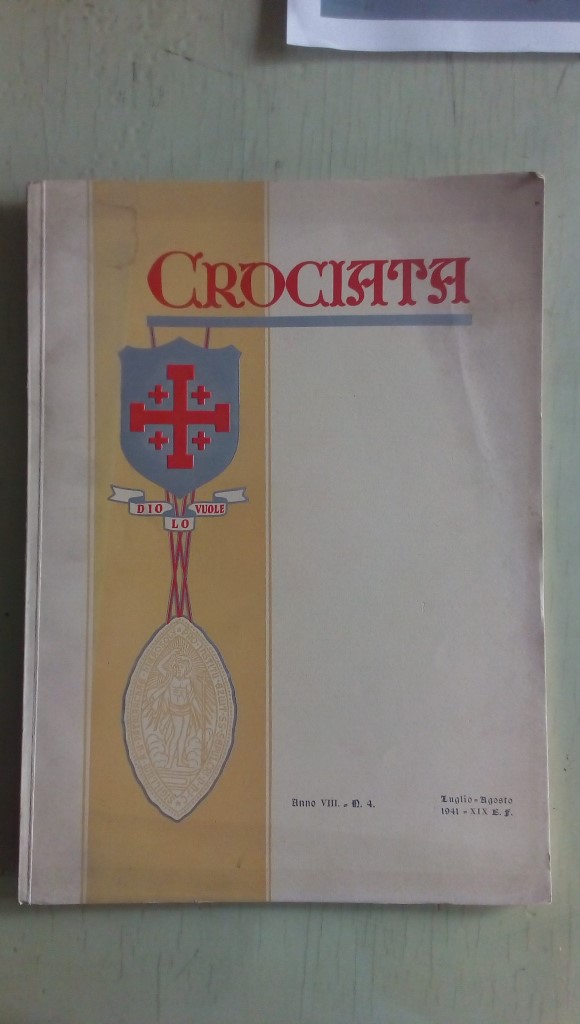 CROCIATA
DIO LO VUOLE
Anno VIII. - N. 4.
Luglio - Agosto
1941 - XIX E. F.